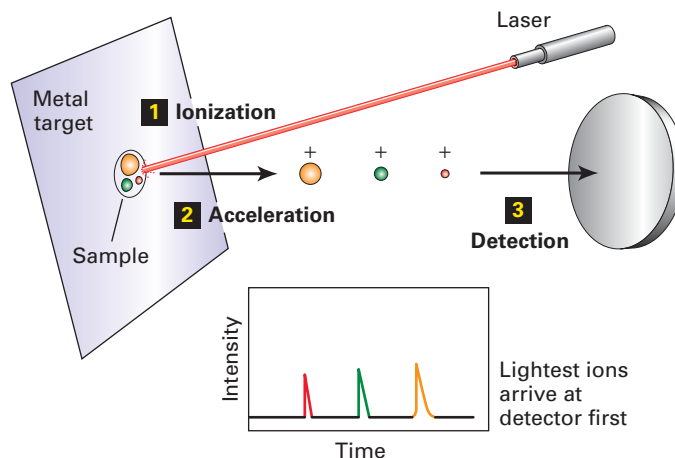 Laser
Metal
target
1 Ionization
+ + +
2 Acceleration
3
Detection
Sample
Intensity
Time
Lightest ions
arrive at
detector first